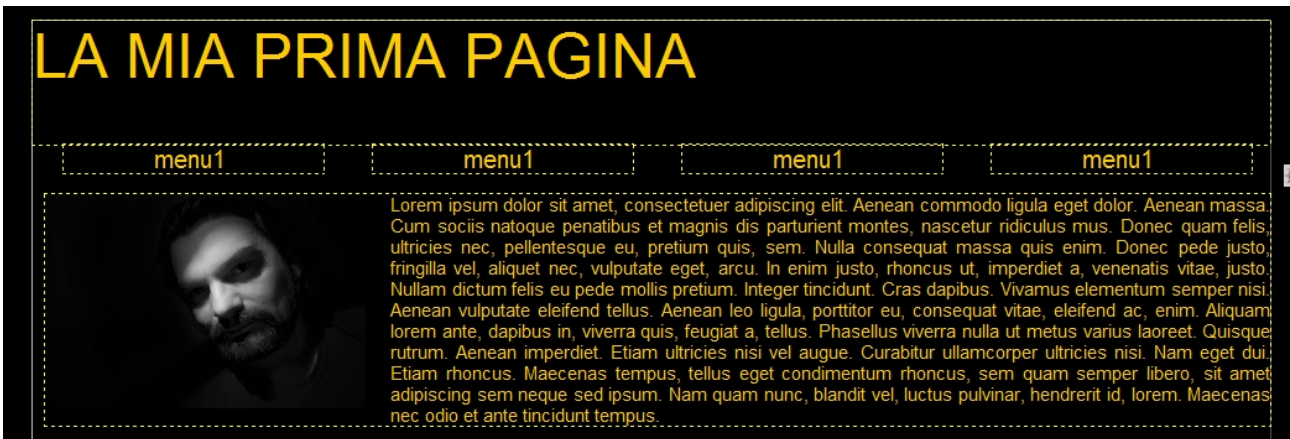 LA MIA PRIMA PAGINA
menu1 menu1 menu1 menu1
Lorem ipsum dolor sit amet, consectetuer adipiscing elit. Aenean commodo ligula eget dolor. Aenean massa.
Cum sociis natoque penatibus et magnis dis parturient montes, nascetur ridiculus mus. Donec quam felis,
ultricies nec, pellentesque eu, pretium quis, sem. Nulla consequat massa quis enim. Donec pede justo,
fringilla vel, aliquet nec, vulputate eget, arcu. In enim justo, rhoncus ut, imperdiet a, venenatis vitae, justo.
Nullam dictum felis eu pede mollis pretium. Integer tincidunt. Cras dapibus. Vivamus elementum semper nisi.
Aenean vulputate eleifend tellus. Aenean leo ligula, porttitor eu, consequat vitae, eleifend ac, enim. Aliquam
lorem ante, dapibus in, viverra quis, feugiat a, tellus. Phasellus viverra nulla ut metus varius laoreet. Quisque
rutrum. Aenean imperdiet. Etiam ultricies nisi vel augue. Curabitur ullamcorper ultricies nisi. Nam eget dui.
Etiam rhoncus. Maecenas tempus, tellus eget condimentum rhoncus, sem quam semper libero, sit amet
adipiscing sem neque sed ipsum. Nam quam nunc, blandit vel, luctus pulvinar, hendrerit id, lorem. Maecenas
nec odio et ante tincidunt tempus.